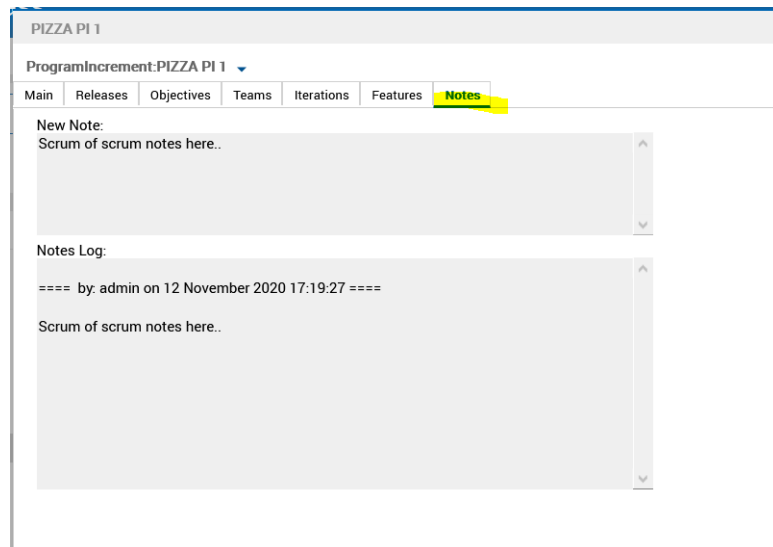 PIZZA PI 1
ProgramIncrement:PIZZA PI 1
Main Releases Objectives Teams Iterations Features Notes
New Note:
Scrum of scrum notes here..
Notes Log:
==== by: admin on 12 November 2020 17:19:27 ====
Scrum of scrum notes here..